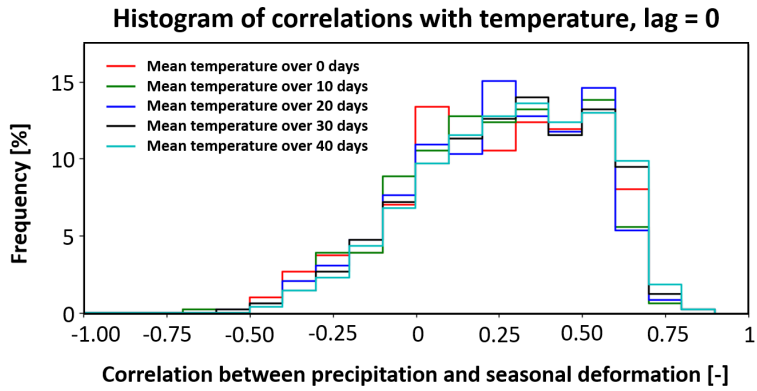 Histogram of correlations with temperature, lag = 0
Mean temperature over 0 days
Mean temperature over 10 days
Mean temperature over 20 days
Mean temperature over 30 days
Mean temperature over 40 days
Frequency [%]
15
10
5
0
-1.00 -0.75 -0.50 -0.25 0 0.25 0.50 0.75 1
Correlation between precipitation and seasonal deformation [-]